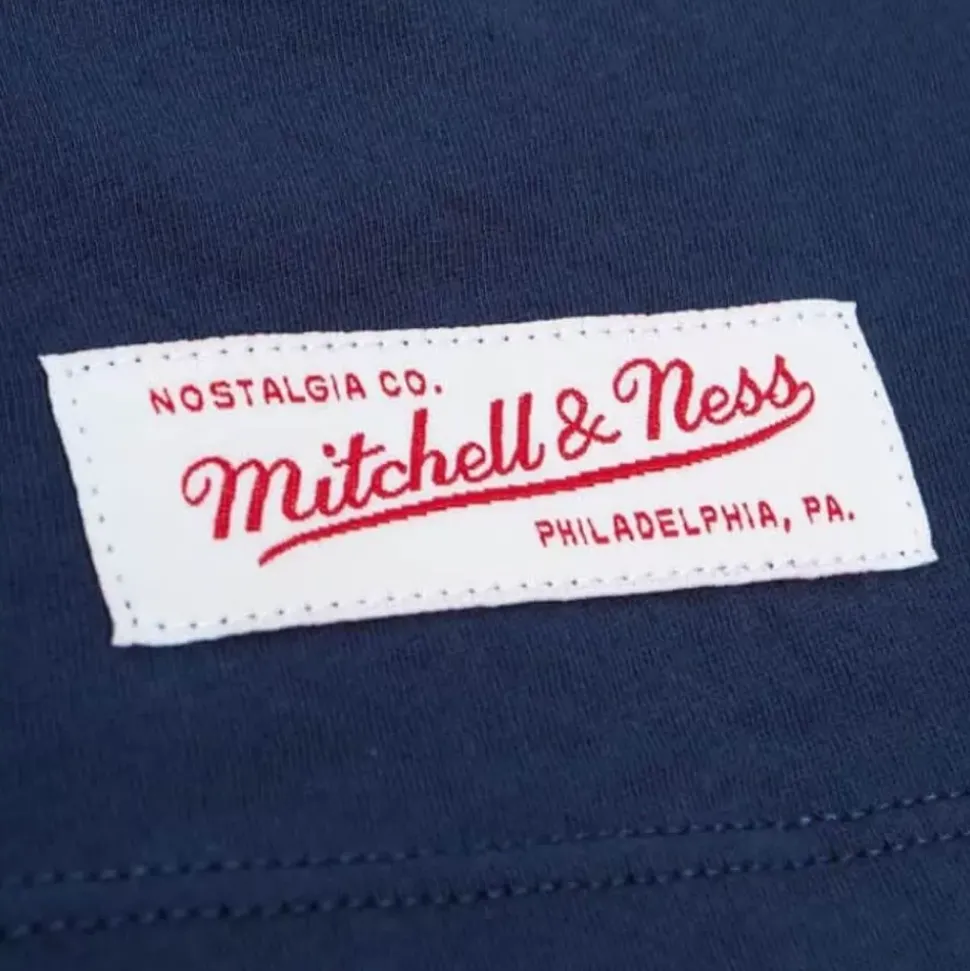 NOSTALGIA CO.
Mitchell & Ness
PHILADELPHIA, PA.